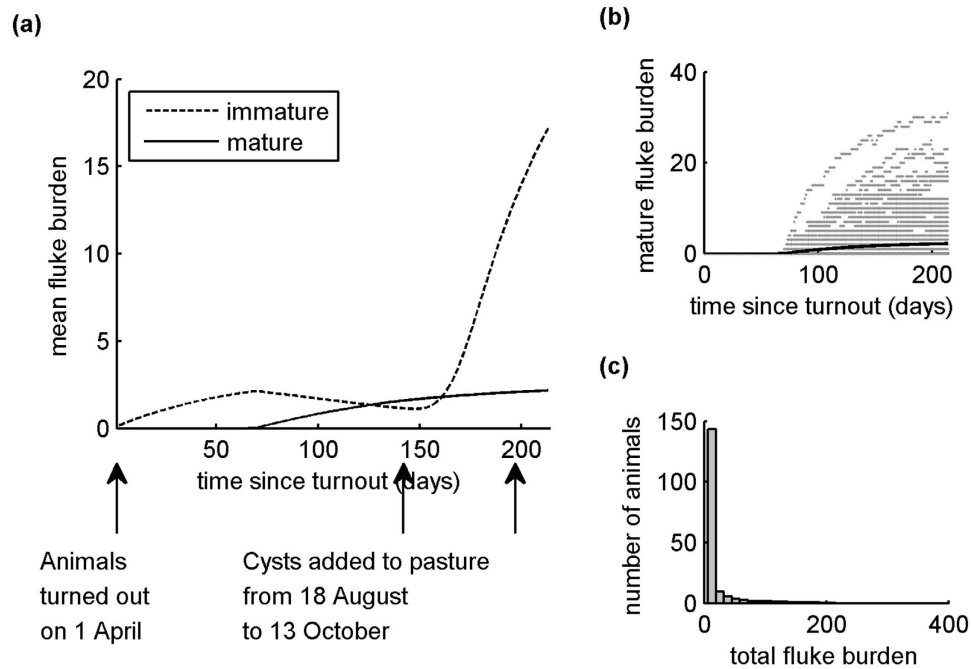 (a)
mean fluke burden
20
15
10
5
0
immature
mature
50
100
150
200
time since turnout (days)
Animals
turned out
on 1 April
Cysts added to pasture
from 18 August
to 13 October
(b)
mature fluke burden
40
20
0
0
100
200
time since turnout (days)
(c)
number of animals
150
100
50
0
0
200
400
total fluke burden